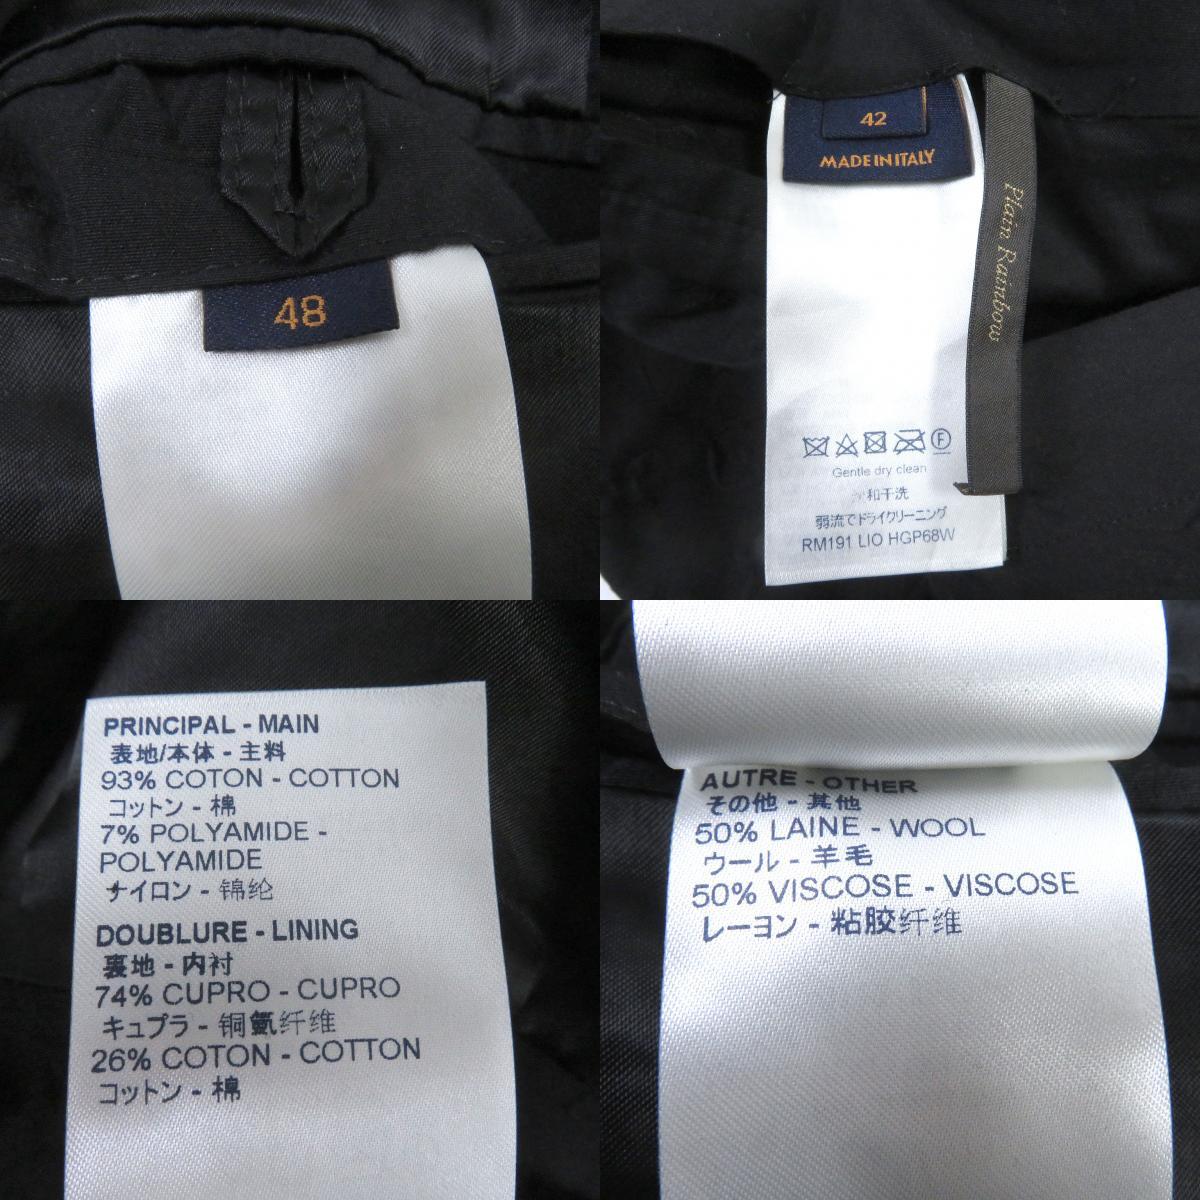 48
42
MADE IN ITALY
Plain Rainbow
F
Gentle dry clean
和干洗
弱流でドライクリーニング
RM191 LIO HGP68W
PRINCIPAL - MAIN
表地/本体 - 主料
93% COTON - COTTON
コットン - 棉
7% POLYAMIDE -
POLYAMIDE
ナイロン - 锦纶
DOUBLURE - LINING
裏地 - 内衬
74% CUPRO - CUPRO
キュプラ - 铜氨纤维
26% COTON - COTTON
コットン - 棉
AUTRE - OTHER
その他 - 其他
50% LAINE - WOOL
ウール - 羊毛
50% VISCOSE - VISCOSE
レーヨン - 粘胶纤维